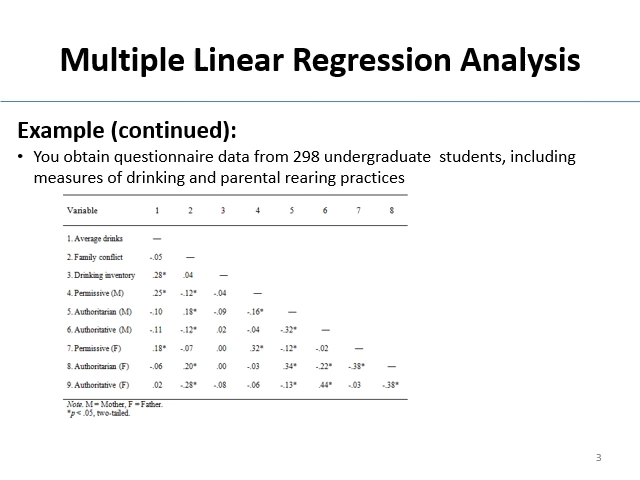 Multiple Linear Regression Analysis
Example (continued):
• You obtain questionnaire data from 298 undergraduate students, including
measures of drinking and parental rearing practices
Variable 1 2 3 4 5 6 7 8
1. Average drinks —
2. Family conflict -.05 —
3. Drinking inventory .28* .04 —
4. Permissive (M) .25* -.12* -.04 —
5. Authoritarian (M) -.10 .18* -.09 -.16* —
6. Authoritative (M) -.11 -.12* .02 -.04 -.32* —
7. Permissive (F) .18* -.07 .00 .32* -.12* -.02 —
8. Authoritarian (F) -.06 .20* .00 -.03 .34* -.22* -.38* —
9. Authoritative (F) .02 -.28* -.08 -.06 -.13* .44* -.03 -.38*
Note. M = Mother, F = Father.
*p < .05, two-tailed.
3